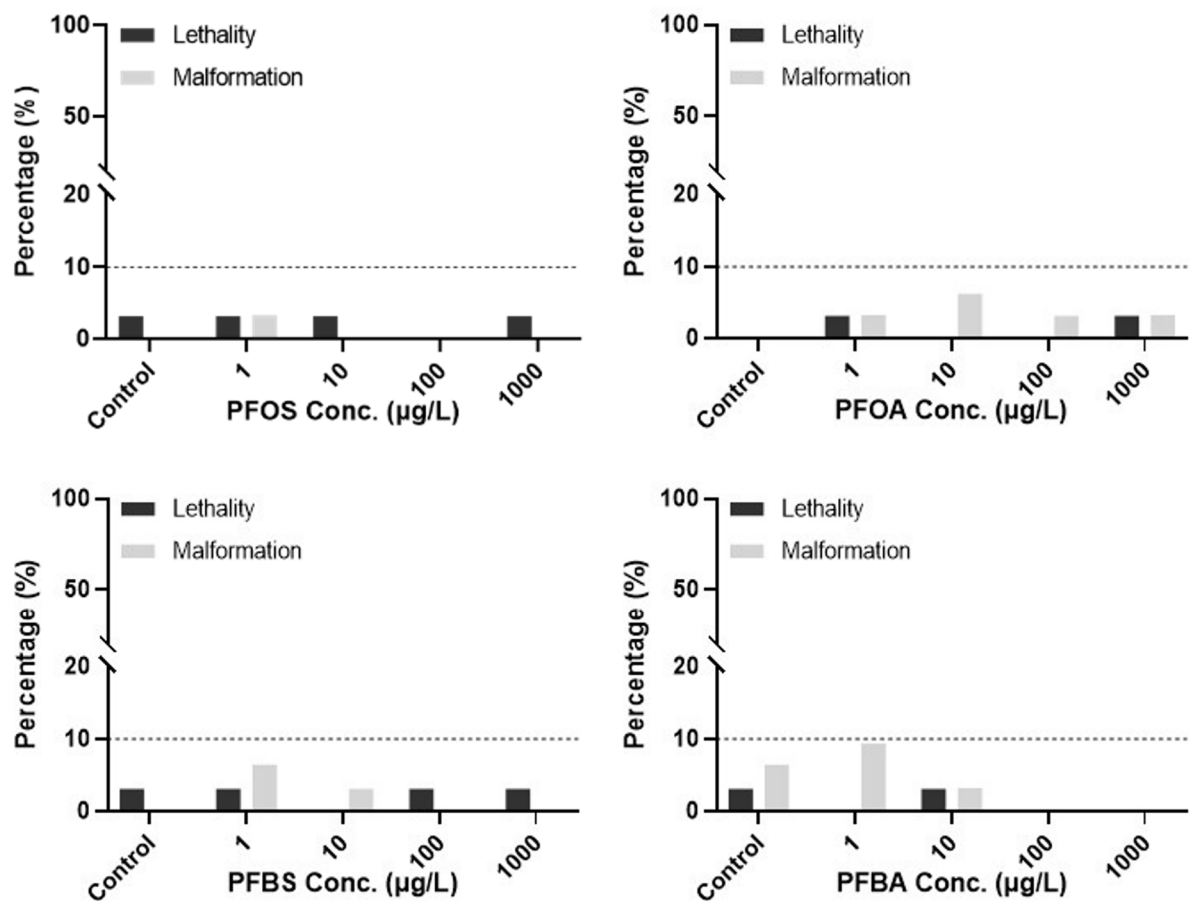 100
50
20
10
0
Percentage (%)
Lethality
Malformation
Control
1
10
100
1000
PFOS Conc. (µg/L)
100
50
20
10
0
Percentage (%)
Lethality
Malformation
Control
1
10
100
1000
PFOA Conc. (µg/L)
100
50
20
10
0
Percentage (%)
Lethality
Malformation
Control
1
10
100
1000
PFBS Conc. (µg/L)
100
50
20
10
0
Percentage (%)
Lethality
Malformation
Control
1
10
100
1000
PFBA Conc. (µg/L)